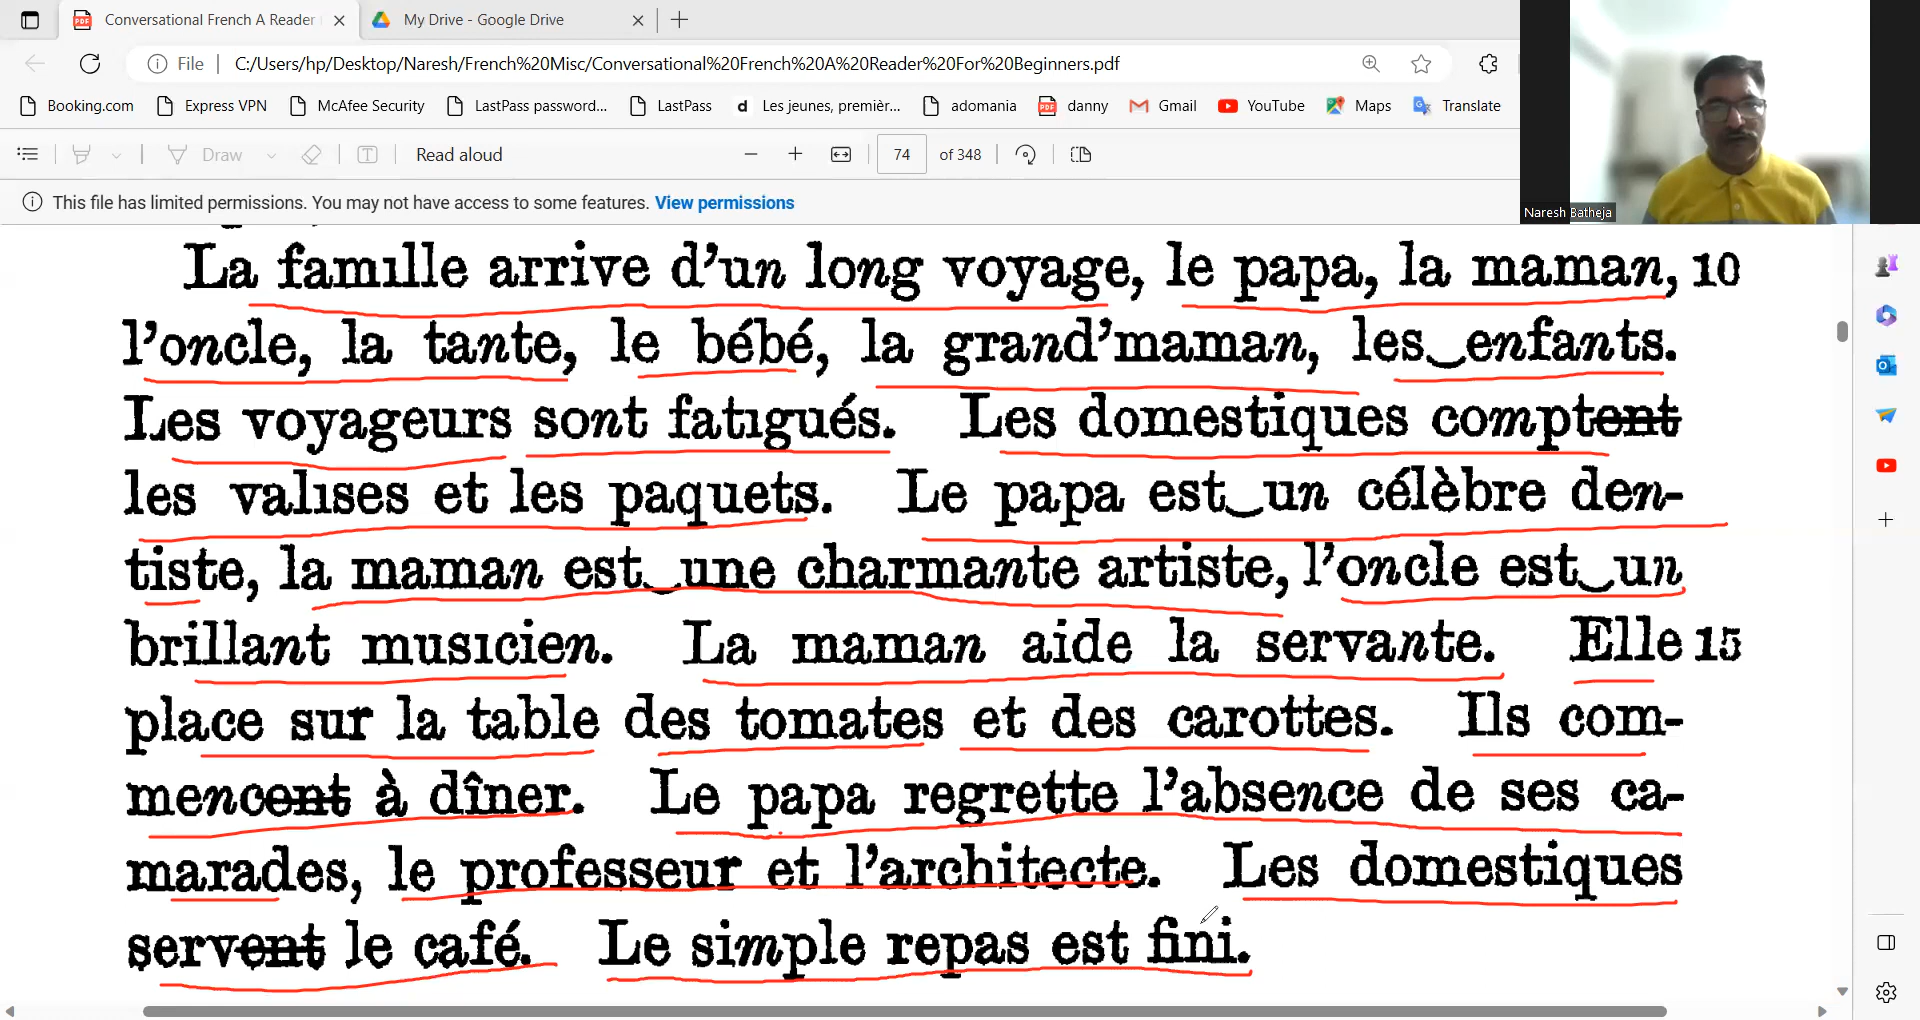 Conversational French A Reader
My Drive - Google Drive
File
C:/Users/hp/Desktop/Naresh/French%20Misc/Conversational%20French%20A%20Reader%20For%20Beginners.pdf
Booking.com Express VPN McAfee Security LastPass password... LastPass d Les jeunes, premièr... adomania danny Gmail YouTube Maps Translate
Draw Read aloud 74 of 348
This file has limited permissions. You may not have access to some features. View permissions
Naresh Batheja
La famille arrive d'un long voyage, le papa, la maman, 10
l'oncle, la tante, le bébé, la grand'maman, les‿enfants.
Les voyageurs sont fatigués. Les domestiques comptent
les valises et les paquets. Le papa est‿un célèbre den-
tiste, la maman est‿une charmante artiste, l'oncle est‿un
brillant musicien. La maman aide la servante. Elle 15
place sur la table des tomates et des carottes. Ils com-
mencent à dîner. Le papa regrette l'absence de ses ca-
marades, le professeur et l'architecte. Les domestiques
servent le café. Le simple repas est fini.